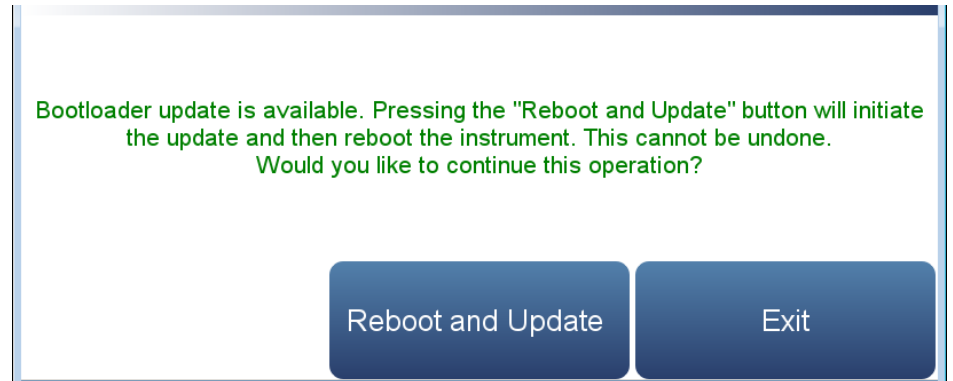 Bootloader update is available. Pressing the "Reboot and Update" button will initiate
the update and then reboot the instrument. This cannot be undone.
Would you like to continue this operation?
Reboot and Update
Exit